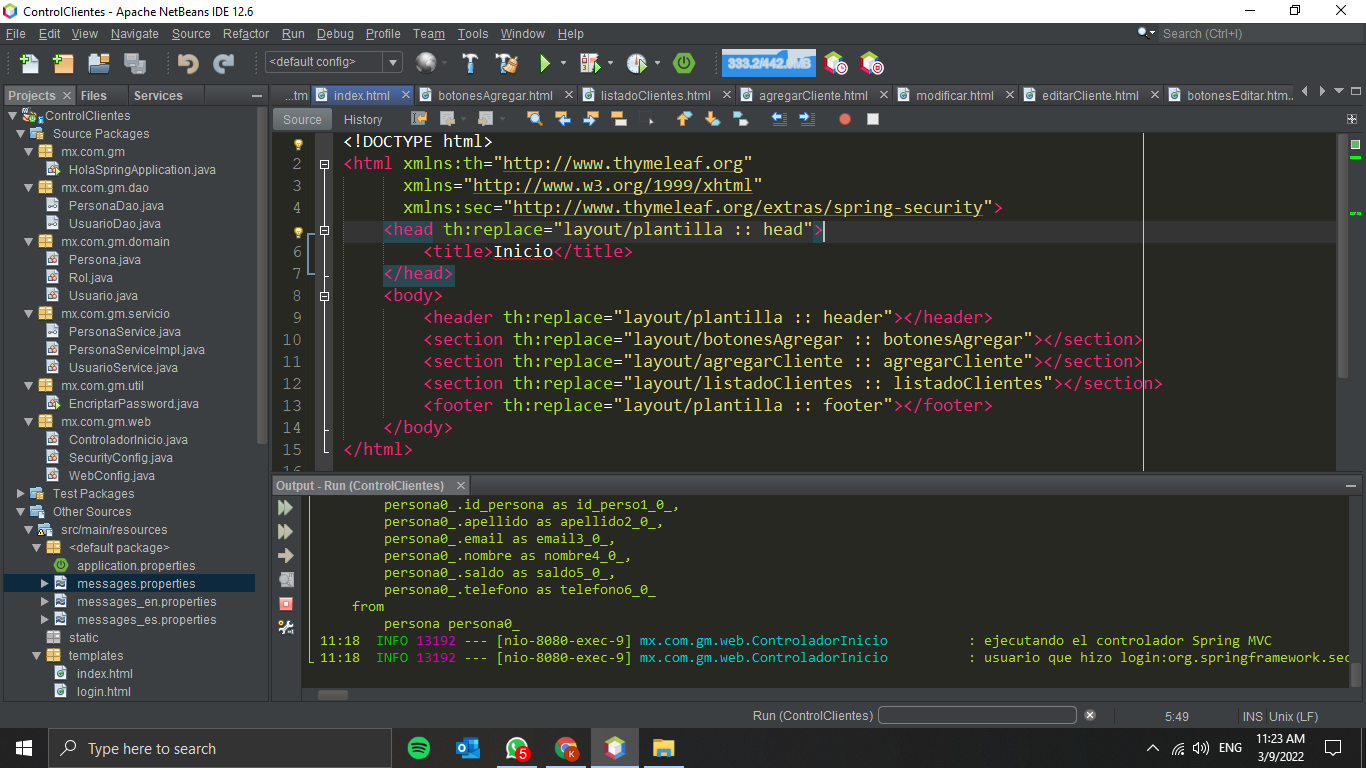 ControlClientes - Apache NetBeans IDE 12.6
File Edit View Navigate Source Refactor Run Debug Profile Team Tools Window Help
Search (Ctrl+I)
<default config>
333.2/442.0MB
Projects Files Services
...tm index.html botonesAgregar.html listadoClientes.html agregarCliente.html modificar.html editarCliente.html botonesEditar.htm...
Source History
ControlClientes
Source Packages
mx.com.gm
HolaSpringApplication.java
mx.com.gm.dao
PersonaDao.java
UsuarioDao.java
mx.com.gm.domain
Persona.java
Rol.java
Usuario.java
mx.com.gm.servicio
PersonaService.java
PersonaServiceImpl.java
UsuarioService.java
mx.com.gm.util
EncriptarPassword.java
mx.com.gm.web
ControladorInicio.java
SecurityConfig.java
WebConfig.java
Test Packages
Other Sources
src/main/resources
<default package>
application.properties
messages.properties
messages_en.properties
messages_es.properties
static
templates
index.html
login.html
<!DOCTYPE html>
2 <html xmlns:th="http://www.thymeleaf.org"
3 xmlns="http://www.w3.org/1999/xhtml"
4 xmlns:sec="http://www.thymeleaf.org/extras/spring-security">
<head th:replace="layout/plantilla :: head">
6 <title>Inicio</title>
7 </head>
8 <body>
9 <header th:replace="layout/plantilla :: header"></header>
10 <section th:replace="layout/botonesAgregar :: botonesAgregar"></section>
11 <section th:replace="layout/agregarCliente :: agregarCliente"></section>
12 <section th:replace="layout/listadoClientes :: listadoClientes"></section>
13 <footer th:replace="layout/plantilla :: footer"></footer>
14 </body>
15 </html>
16
Output - Run (ControlClientes)
persona0_.id_persona as id_perso1_0_,
persona0_.apellido as apellido2_0_,
persona0_.email as email3_0_,
persona0_.nombre as nombre4_0_,
persona0_.saldo as saldo5_0_,
persona0_.telefono as telefono6_0_
from
persona persona0_
11:18 INFO 13192 --- [nio-8080-exec-9] mx.com.gm.web.ControladorInicio : ejecutando el controlador Spring MVC
11:18 INFO 13192 --- [nio-8080-exec-9] mx.com.gm.web.ControladorInicio : usuario que hizo login:org.springframework.sec
Run (ControlClientes)
5:49 INS Unix (LF)
Type here to search
5
K
ENG
11:23 AM
3/9/2022